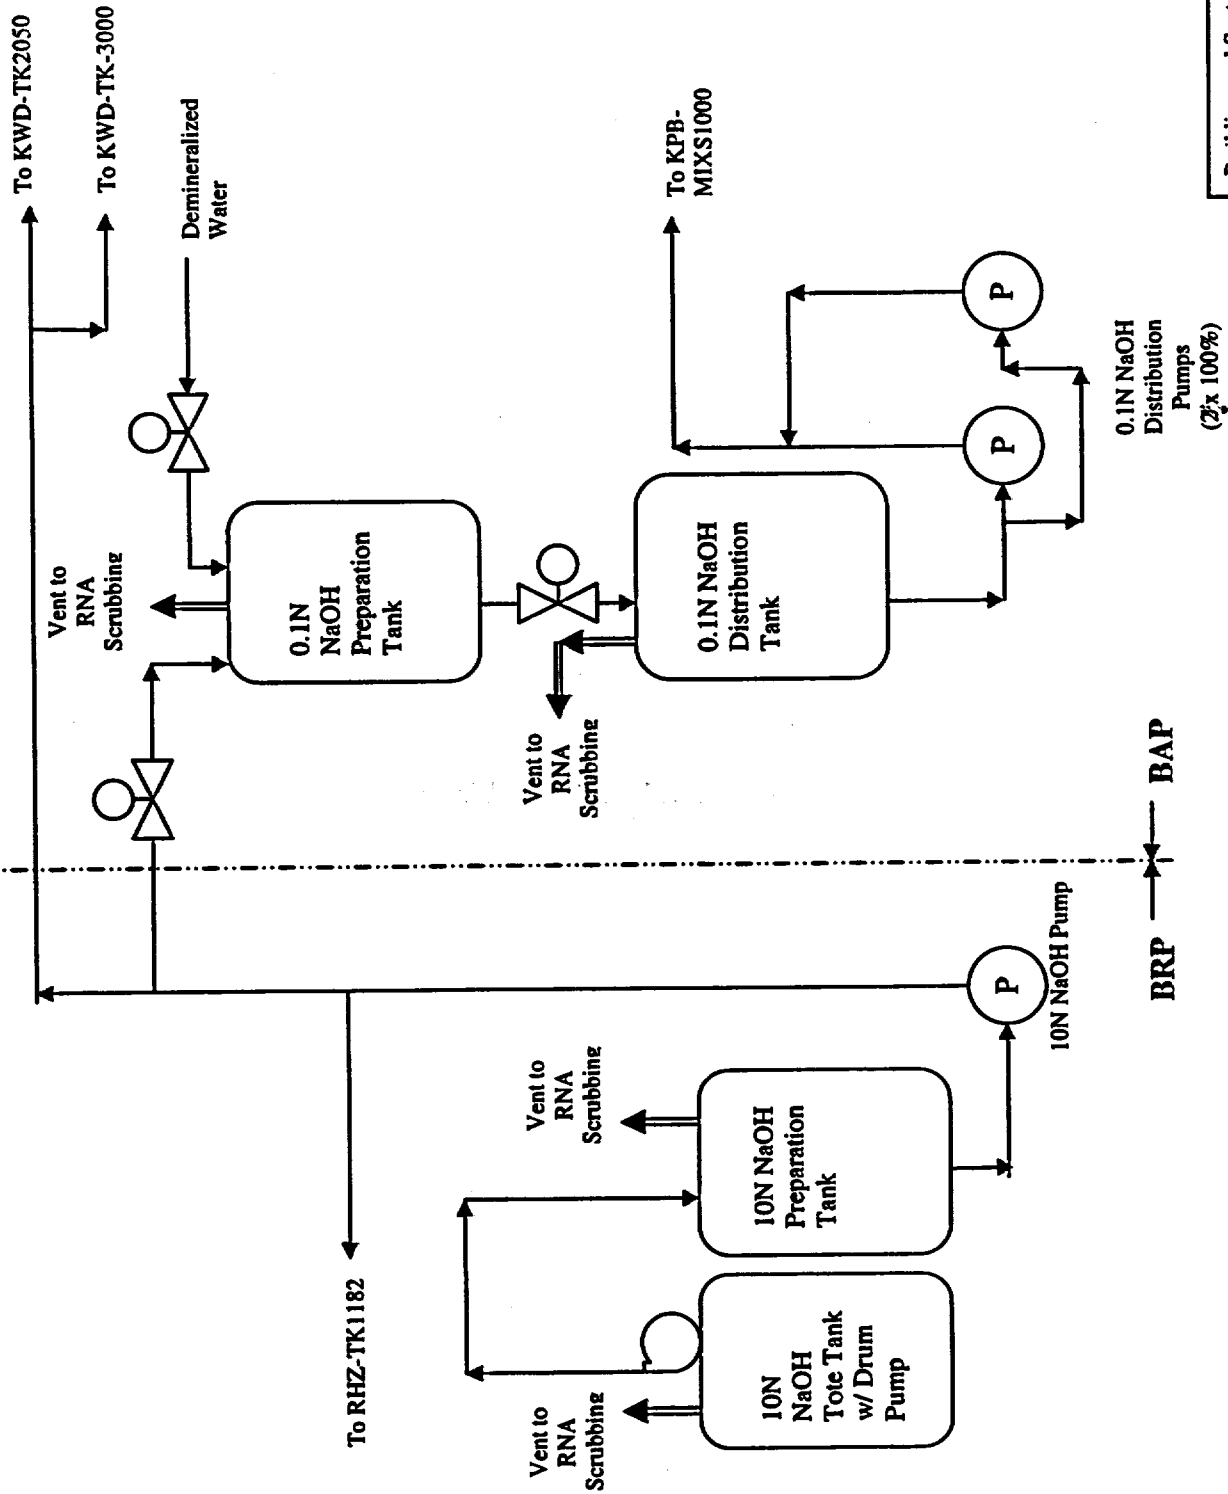 To KWD-TK2050
To KWD-TK-3000
Demineralized
Water
Vent to
RNA
Scrubbing
0.1N
NaOH
Preparation
Tank
To KPB-
MIXS1000
Vent to
RNA
Scrubbing
0.1N NaOH
Distribution
Tank
P
P
0.1N NaOH
Distribution
Pumps
(2 x 100%)
BAP
BRP
P
10N NaOH Pump
Vent to
RNA
Scrubbing
10N NaOH
Preparation
Tank
To RHZ-TK1182
Vent to
RNA
Scrubbing
10N
NaOH
Tote Tank
w/ Drum
Pump